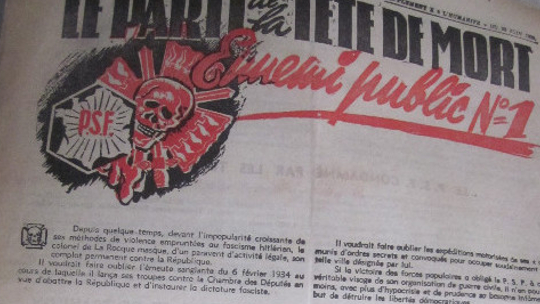 SUPPLÉMENT A « L'HUMANITÉ »
LE PARTI de la TÊTE DE MORT
Ennemi public N° 1
P.S.F.
Depuis quelque temps, devant l'impopularité croissante de
ses méthodes de violence empruntées au fascisme hitlérien, le
colonel de La Rocque masque, d'un paravent d'activité légale, son
complot permanent contre la République.
Il voudrait faire oublier l'émeute sanglante du 6 février 1934 au
cours de laquelle il lança ses troupes contre la Chambre des Députés en
vue d'abattre la République et d'instaurer la dictature fasciste.
Il voudrait faire oublier les expéditions motorisées de ses
munis d'ordres secrets et convoqués pour occuper soudainement
telle ville désignée par lui.
Si la victoire des forces populaires a obligé le P. S. F. à
véritable visage de son organisation de guerre civile, il n'en
moins, avec plus d'hypocrisie et de prudence
but de détruire les libertés démocratiques